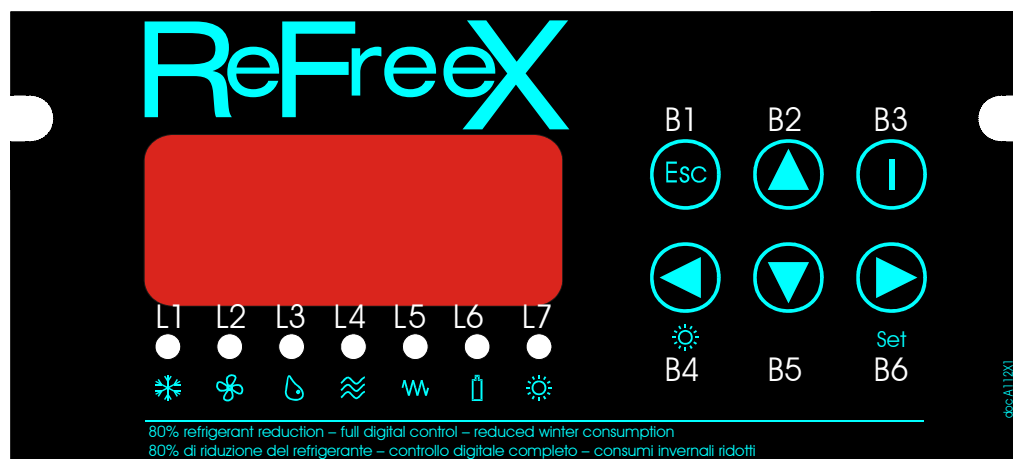 ReFreeX
B1 B2 B3
Esc
L1 L2 L3 L4 L5 L6 L7
Set
B4 B5 B6
80% refrigerant reduction – full digital control – reduced winter consumption
80% di riduzione del refrigerante – controllo digitale completo – consumi invernali ridotti
doc A112X1